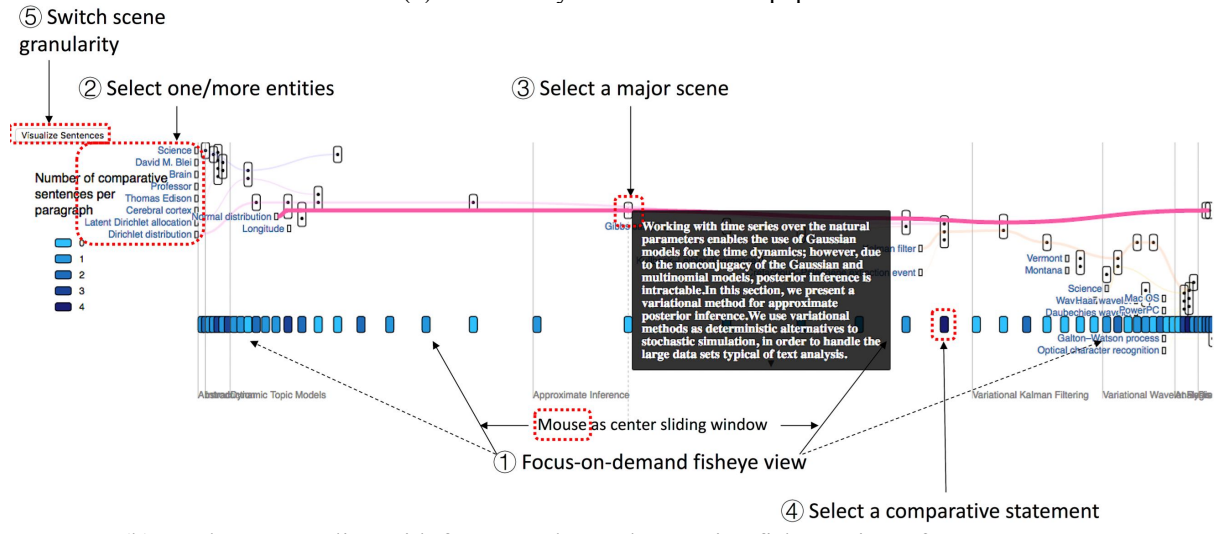 ⑤ Switch scene
granularity
② Select one/more entities
③ Select a major scene
Visualize Sentences
Science
David M. Blei
Brain
Number of comparative
sentences per
paragraph
Professor
Thomas Edison
Cerebral cortex
Latent Dirichlet allocation
Dirichlet distribution
Normal distribution
Longitude
0
1
2
3
4
Working with time series over the natural
parameters enables the use of Gaussian
models for the time dynamics; however, due
to the nonconjugacy of the Gaussian and
multinomial models, posterior inference is
intractable.In this section, we present a
variational method for approximate
posterior inference.We use variational
methods as deterministic alternatives to
stochastic simulation, in order to handle the
large data sets typical of text analysis.
filter
event
Vermont
Montana
Science
Mac OS
PowerPC
Galton–Watson process
Optical character recognition
Dynamic Topic Models
Approximate Inference
Variational Kalman Filtering
Variational
Mouse as center sliding window
① Focus-on-demand fisheye view
④ Select a comparative statement